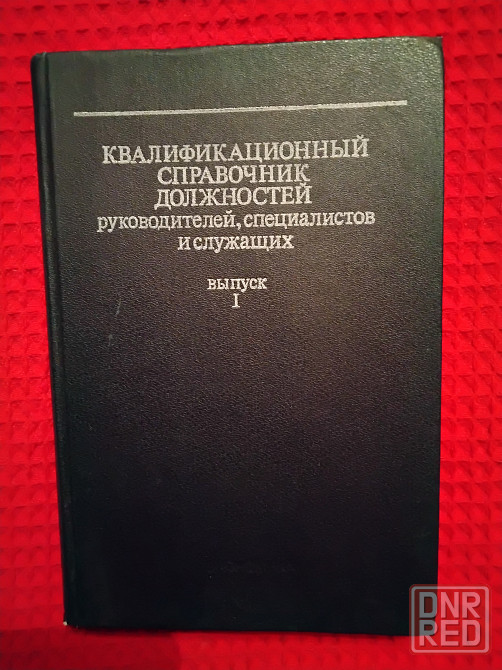 КВАЛИФИКАЦИОННЫЙ
СПРАВОЧНИК
ДОЛЖНОСТЕЙ
руководителей, специалистов
и служащих
выпуск
I
DNR
RED